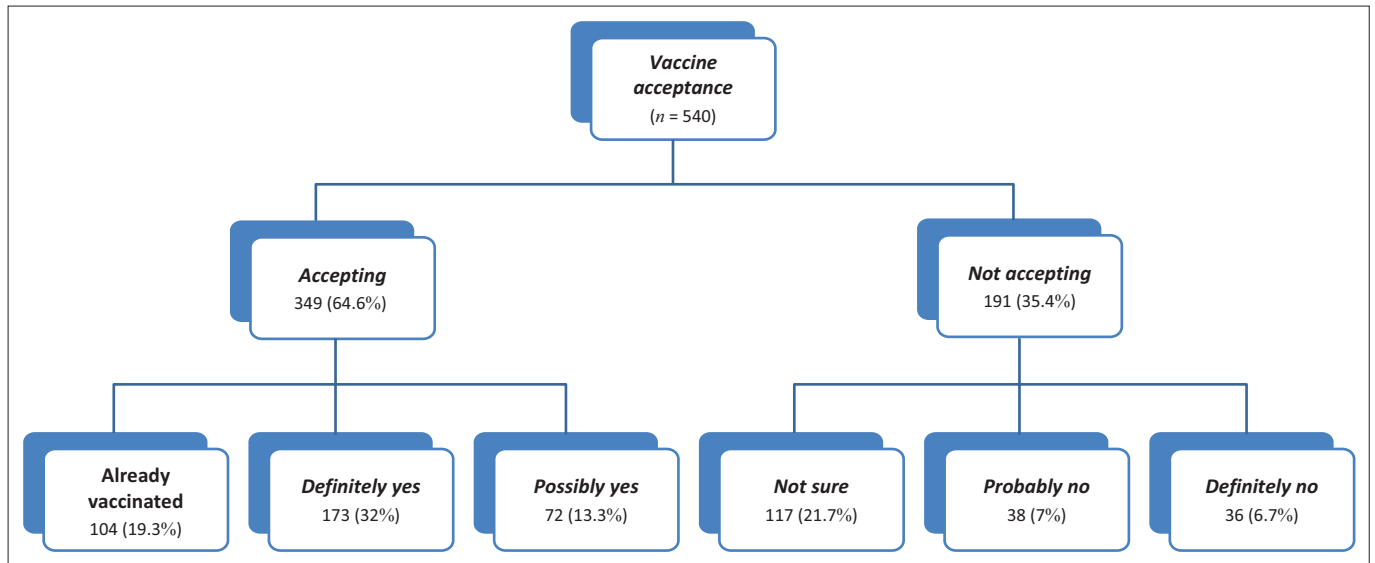 Vaccine
acceptance
(n = 540)
Accepting
349 (64.6%)
Not accepting
191 (35.4%)
Already
vaccinated
104 (19.3%)
Definitely yes
173 (32%)
Possibly yes
72 (13.3%)
Not sure
117 (21.7%)
Probably no
38 (7%)
Definitely no
36 (6.7%)